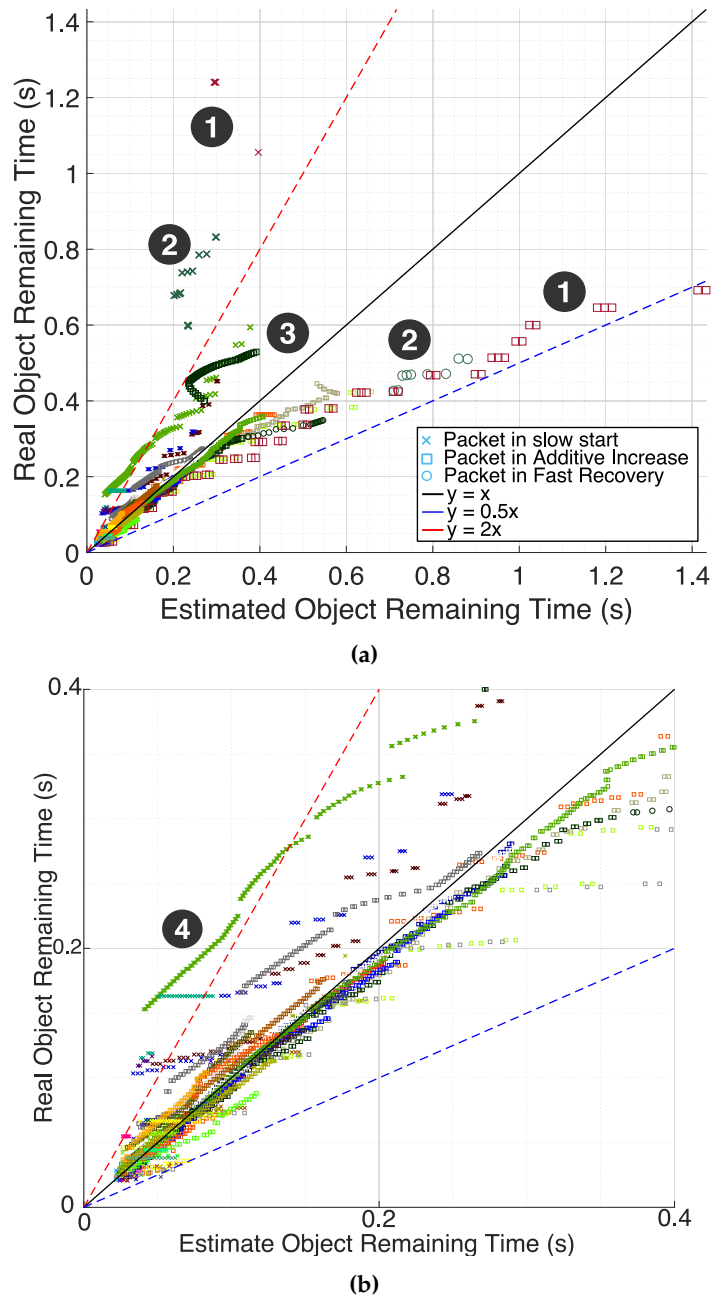 1.4
1.2
1
0.8
0.6
0.4
0.2
0
Real Object Remaining Time (s)
1
2
3
2
1
Packet in slow start
Packet in Additive Increase
Packet in Fast Recovery
y = x
y = 0.5x
y = 2x
0 0.2 0.4 0.6 0.8 1 1.2 1.4
Estimated Object Remaining Time (s)
(a)
0.4
0.2
0
Real Object Remaining Time (s)
4
0 0.2 0.4
Estimate Object Remaining Time (s)
(b)